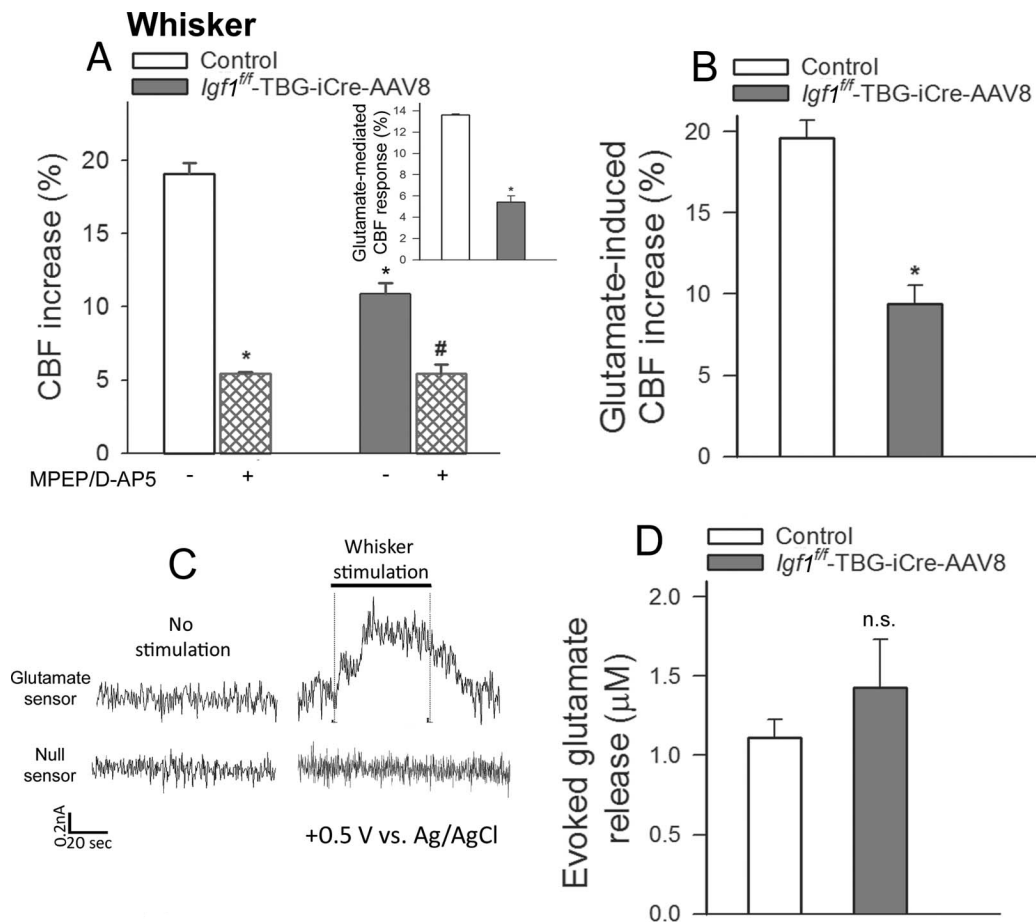 Whisker
A
Control
Igf1f/f-TBG-iCre-AAV8
CBF increase (%)
20
15
10
5
0
*
*
#
MPEP/D-AP5 - + - +
Glutamate-mediated
CBF response (%)
14
12
10
8
6
4
2
0
*
B
Control
Igf1f/f-TBG-iCre-AAV8
Glutamate-induced
CBF increase (%)
20
15
10
5
0
*
C
Whisker
stimulation
No
stimulation
Glutamate
sensor
Null
sensor
0.2nA
20 sec
+0.5 V vs. Ag/AgCl
D
Control
Igf1f/f-TBG-iCre-AAV8
Evoked glutamate
release (μM)
2.0
1.5
1.0
0.5
0.0
n.s.